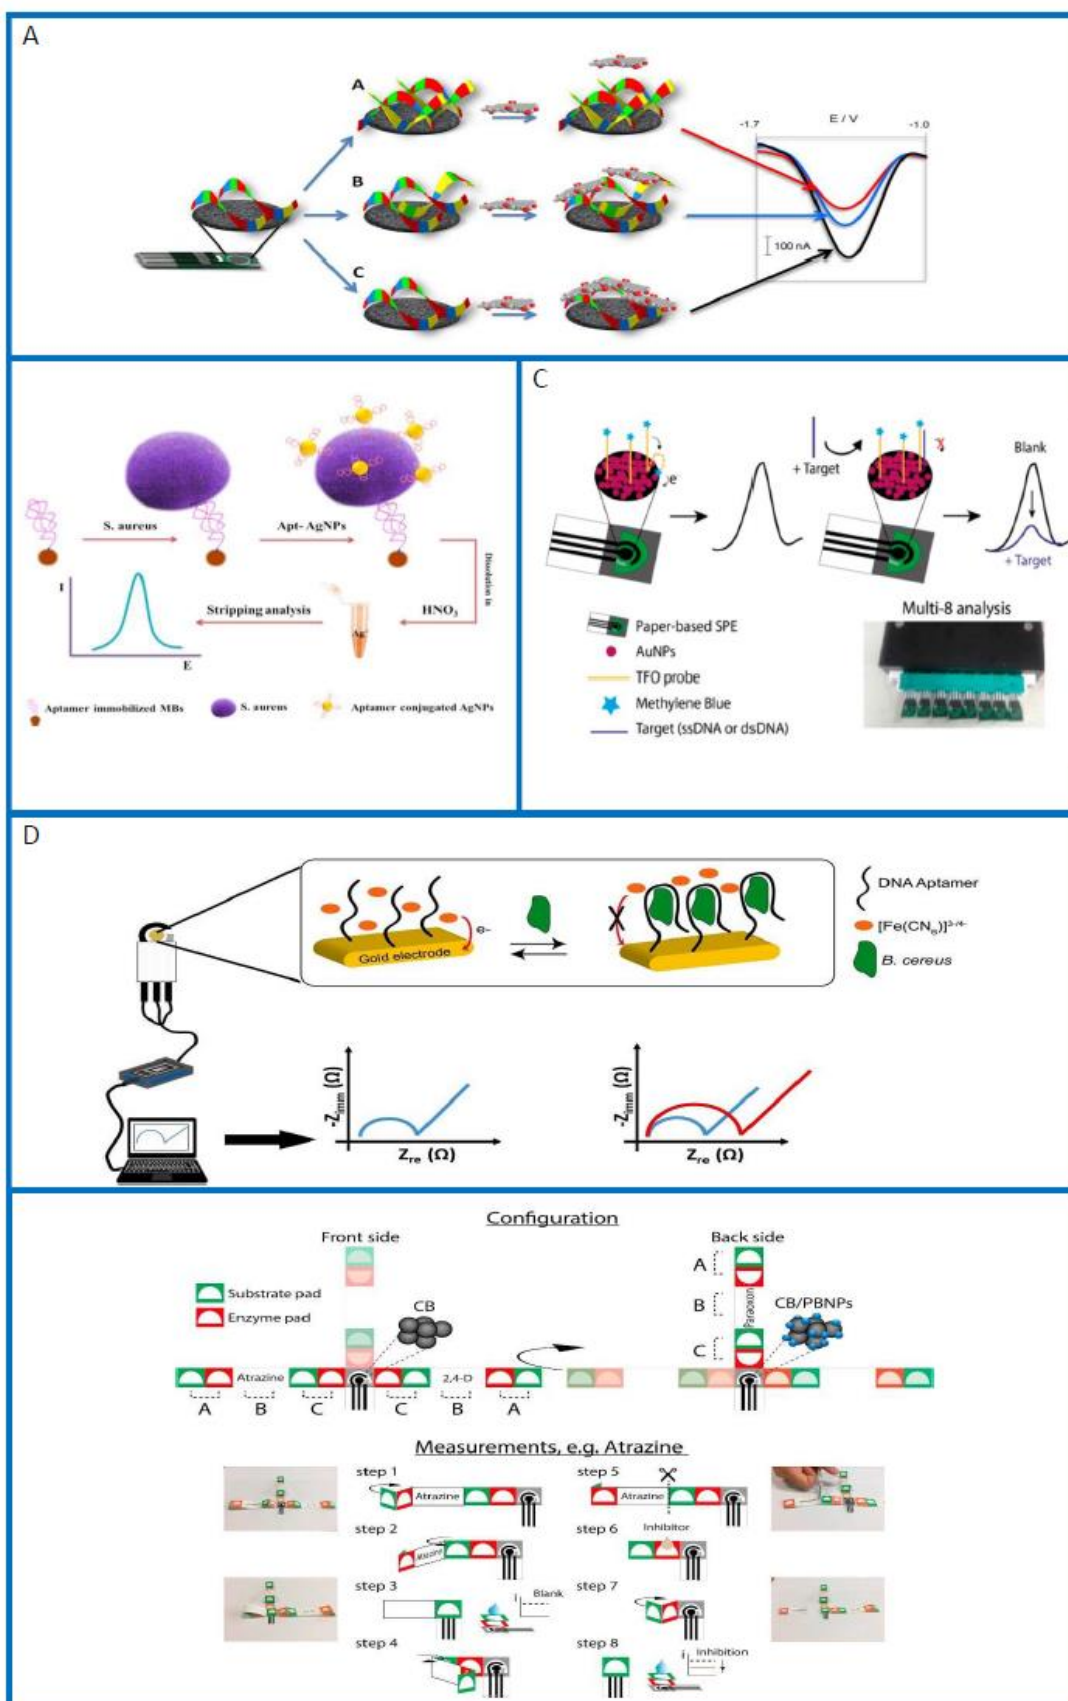 A
A
E / V
-1.7
-1.0
B
100 nA
C
S. aureus
Apt- AgNPs
Dissolution in
HNO3
Stripping analysis
Ag+
I
E
Aptamer immobilized MBs
S. aureus
Aptamer conjugated AgNPs
C
+ Target
Blank
e
+ Target
Multi-8 analysis
Paper-based SPE
AuNPs
TFO probe
Methylene Blue
Target (ssDNA or dsDNA)
D
DNA Aptamer
e-
[Fe(CN6)]3-/4-
Gold electrode
B. cereus
-Zimm (Ω)
Zre (Ω)
-Zimm (Ω)
Zre (Ω)
Configuration
Front side
Back side
A
Substrate pad
Enzyme pad
CB
B
Paraoxon
CB/PBNPs
C
Atrazine
2,4-D
A
B
C
C
B
A
Measurements, e.g. Atrazine
step 1
Atrazine
step 5
Atrazine
step 2
Atrazine
step 6
Inhibitor
step 3
i
Blank
step 7
step 4
step 8
i
Inhibition